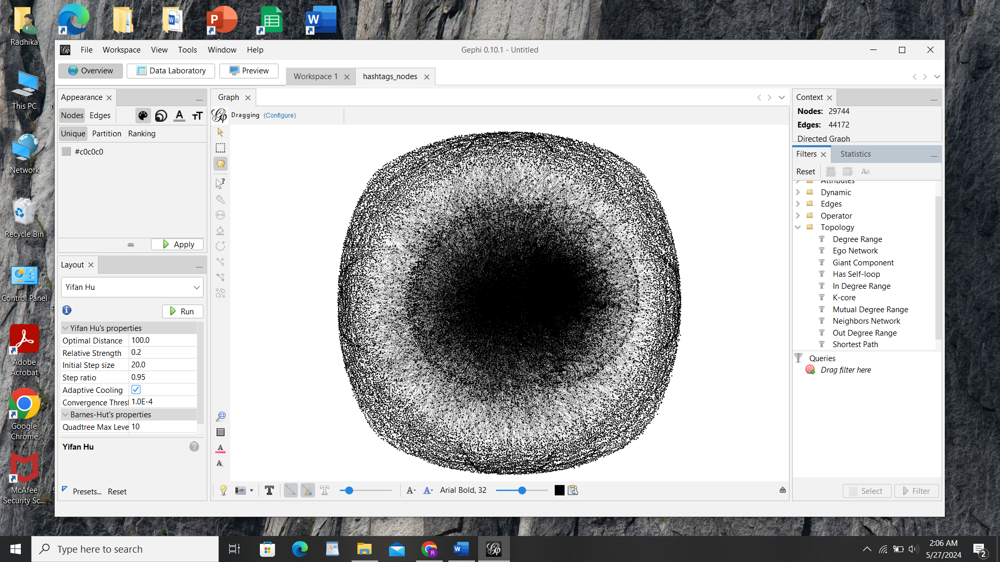 Radhika
This PC
Network
Recycle Bin
Control Panel
Adobe
Acrobat
Google
Chrome
McAfee
Security Sc...
File Workspace View Tools Window Help
Gephi 0.10.1 - Untitled
Overview Data Laboratory Preview
Workspace 1 hashtags_nodes
Appearance
Nodes Edges
Unique Partition Ranking
#c0c0c0
Apply
Layout
Yifan Hu
Run
Yifan Hu's properties
Optimal Distance 100.0
Relative Strength 0.2
Initial Step size 20.0
Step ratio 0.95
Adaptive Cooling
Convergence Thresl 1.0E-4
Barnes-Hut's properties
Quadtree Max Leve 10
Yifan Hu
Presets... Reset
Graph
Dragging (Configure)
Arial Bold, 32
Context
Nodes: 29744
Edges: 44172
Directed Graph
Filters Statistics
Reset
Attributes
Dynamic
Edges
Operator
Topology
Degree Range
Ego Network
Giant Component
Has Self-loop
In Degree Range
K-core
Mutual Degree Range
Neighbors Network
Out Degree Range
Shortest Path
Queries
Drag filter here
Select Filter
Type here to search
2:06 AM
5/27/2024
2